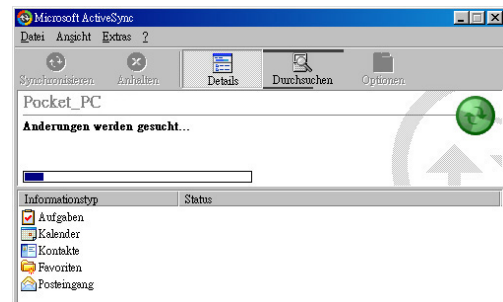 Microsoft ActiveSync
Datei Ansicht Extras ?
Synchronisieren Anhalten Details Durchsuchen Optionen
Pocket_PC
Anderungen werden gesucht...
Informationstyp Status
Aufgaben
Kalender
Kontakte
Favoriten
Posteingang